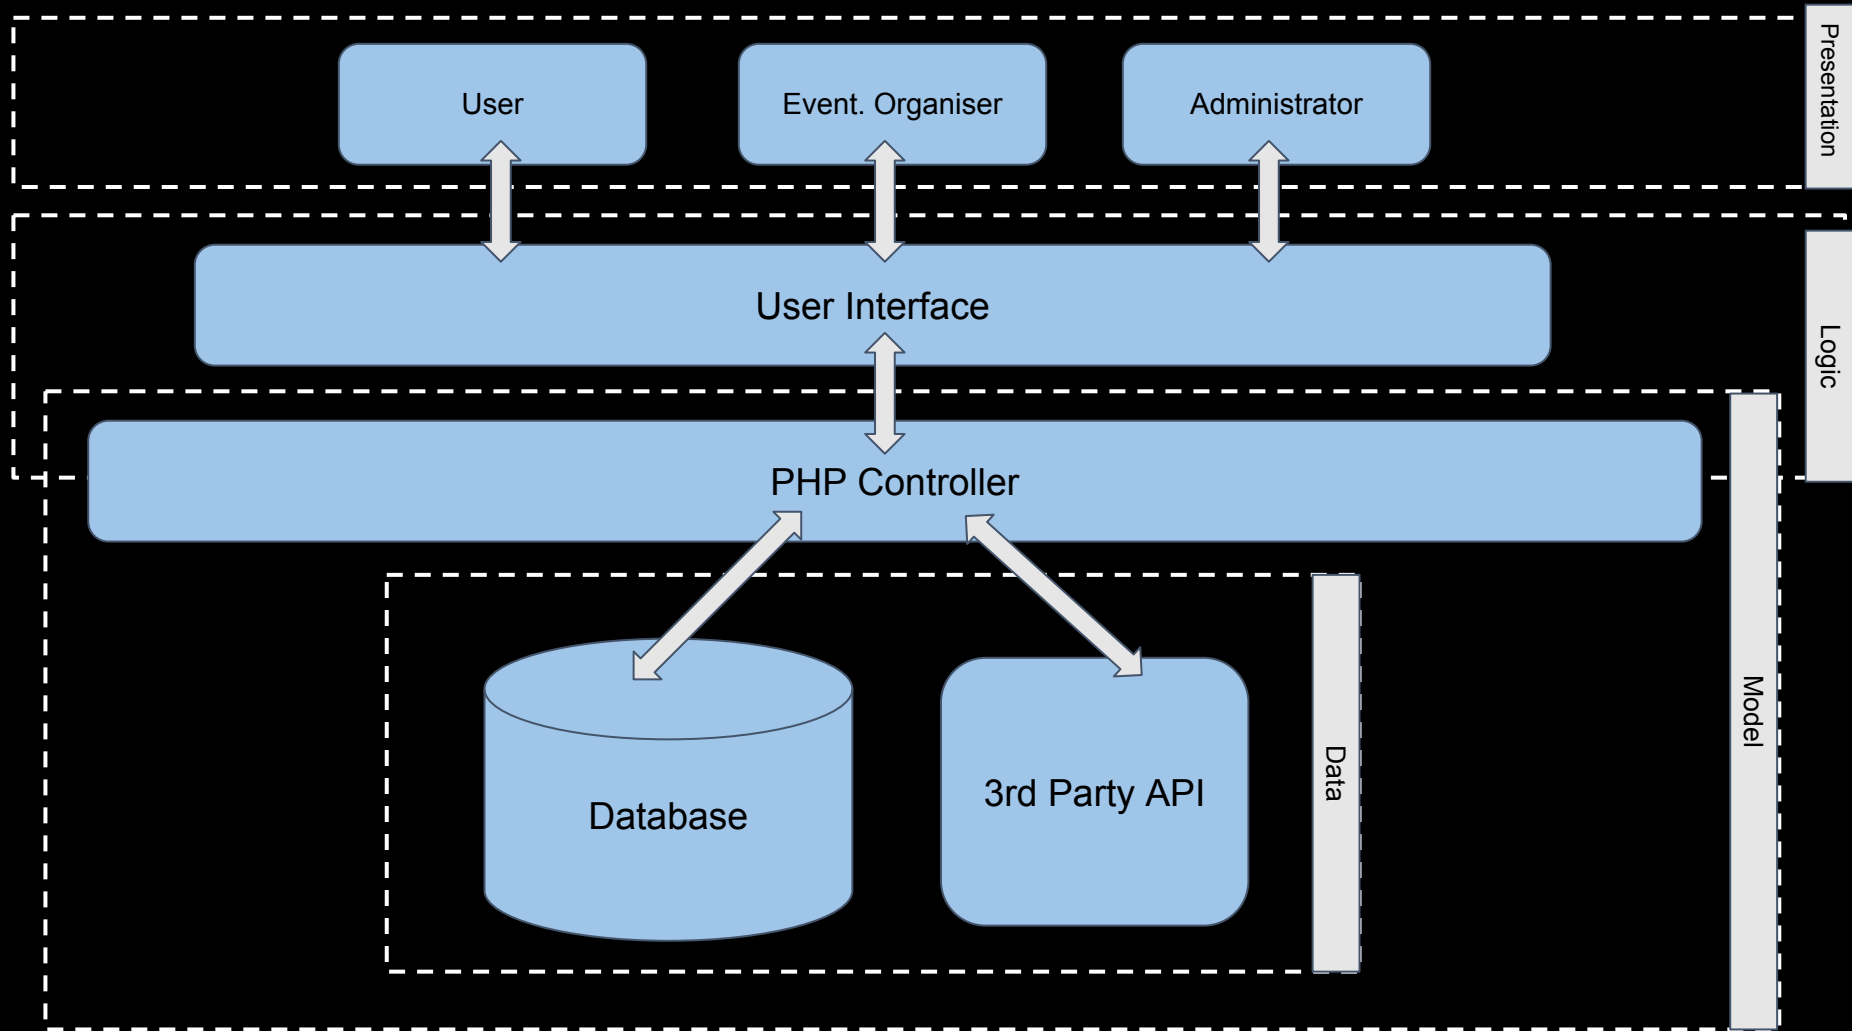 Presentation
User
Event. Organiser
Administrator
User Interface
Logic
PHP Controller
Model
Data
Database
3rd Party API